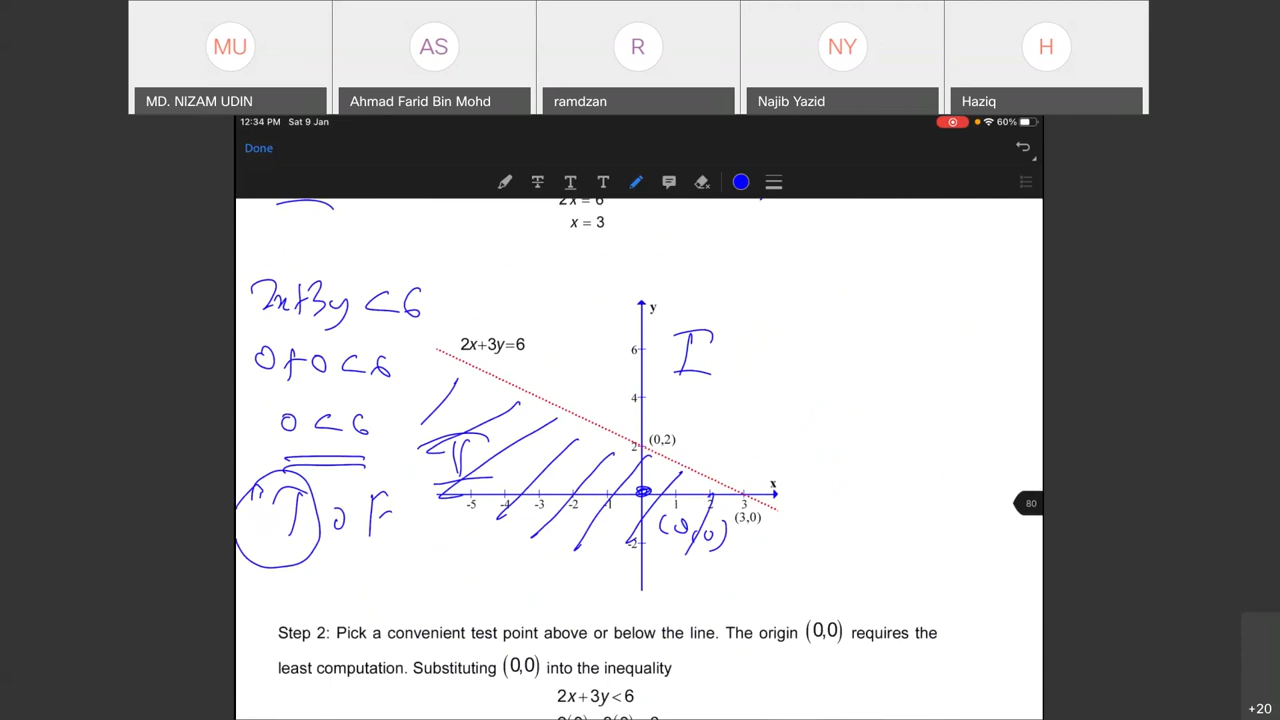 MU AS R NY H
MD. NIZAM UDIN Ahmad Farid Bin Mohd ramdzan Najib Yazid Haziq
12:34 PM Sat 9 Jan 60%
Done
T T T
2x = 6
x = 3
2x+3y < 6
0+0 < 6
0 < 6
T o F
y
I
2x+3y=6
6
4
2
(0,2)
II
x
-5 -4 -3 -2 -1 1 2 3
(3,0)
(0,0)
-2
80
Step 2: Pick a convenient test point above or below the line. The origin (0,0) requires the
least computation. Substituting (0,0) into the inequality
2x+3y<6
+20